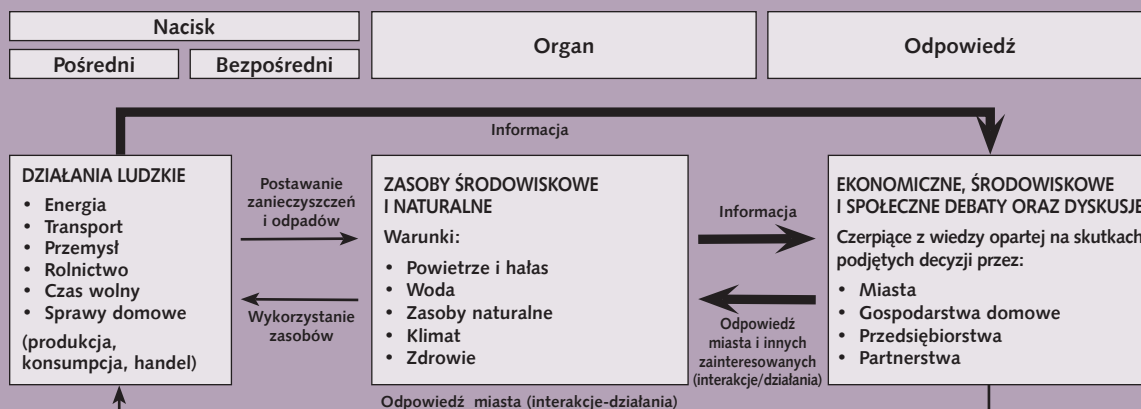 Nacisk
Pośredni
Bezpośredni
Organ
Odpowiedź
Informacja
DZIAŁANIA LUDZKIE
• Energia
• Transport
• Przemysł
• Rolnictwo
• Czas wolny
• Sprawy domowe
(produkcja,
konsumpcja, handel)
Postawanie
zanieczyszczeń
i odpadów
Wykorzystanie
zasobów
ZASOBY ŚRODOWISKOWE
I NATURALNE
Warunki:
• Powietrze i hałas
• Woda
• Zasoby naturalne
• Klimat
• Zdrowie
Informacja
Odpowiedź
miasta i innych
zainteresowanych
(interakcje/działania)
EKONOMICZNE, ŚRODOWISKOWE
I SPOŁECZNE DEBATY ORAZ DYSKUSJE
Czerpiące z wiedzy opartej na skutkach
podjętych decyzji przez:
• Miasta
• Gospodarstwa domowe
• Przedsiębiorstwa
• Partnerstwa
Odpowiedź miasta (interakcje-działania)